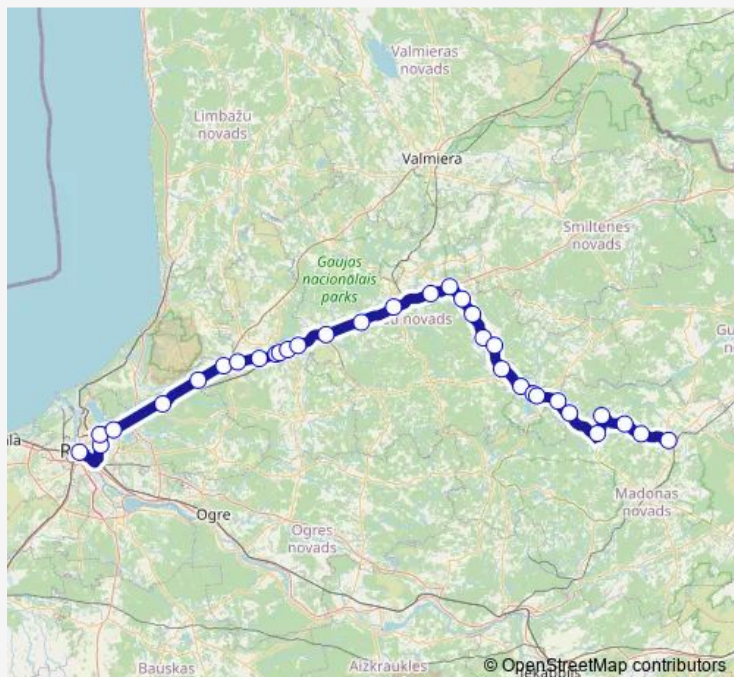 Valmieras
novads
Limbažu
novads
Valmiera
Smiltenes
novads
Gaujas
nacionālais
parks
novads
Ogre
Ogres
novads
Madonas
novads
Bauskas
Aizkraukles
© OpenStreetMap contributors